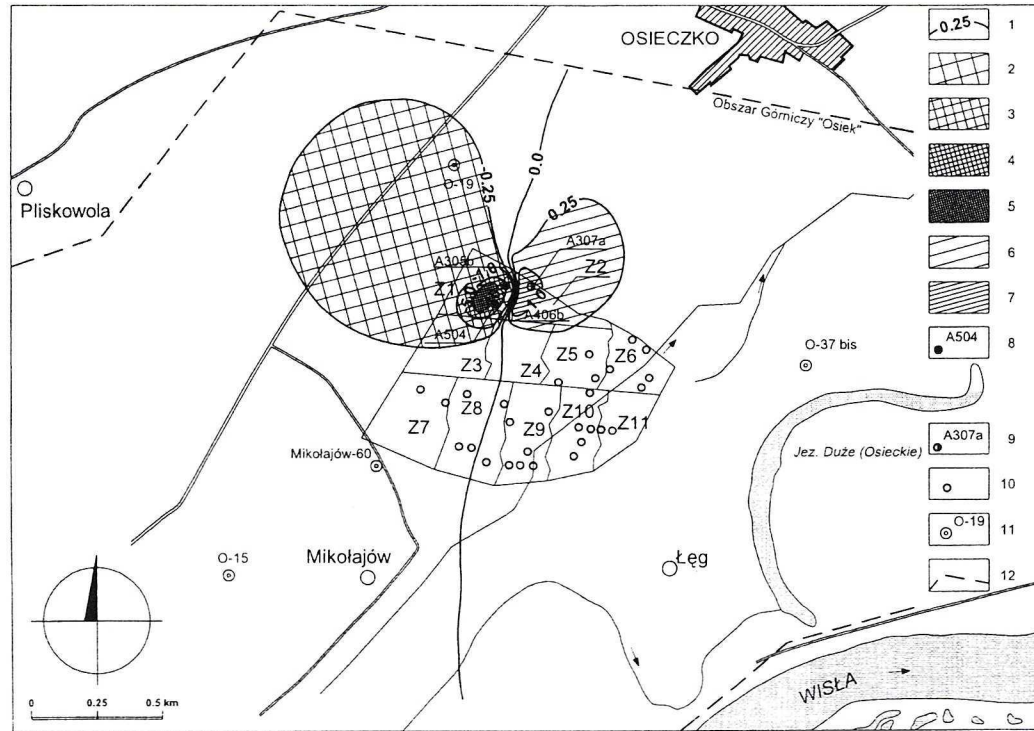 OSIECZKO
Obszar Górniczy "Osiek"
Pliskowola
O-19
-0.25
0.0
0.25
A307a
Z2
A305b
Z1
A406b
A504
Z3
Z4
Z5
Z6
Z7
Z8
Z9
Z10
Z11
O-37 bis
Jez. Duże (Osieckie)
Mikołajów-60
O-15
Mikołajów
Łęg
WISŁA
0 0.25 0.5 km
0.25 1
2
3
4
5
6
7
A504 8
A307a 9
10
O-19 11
12